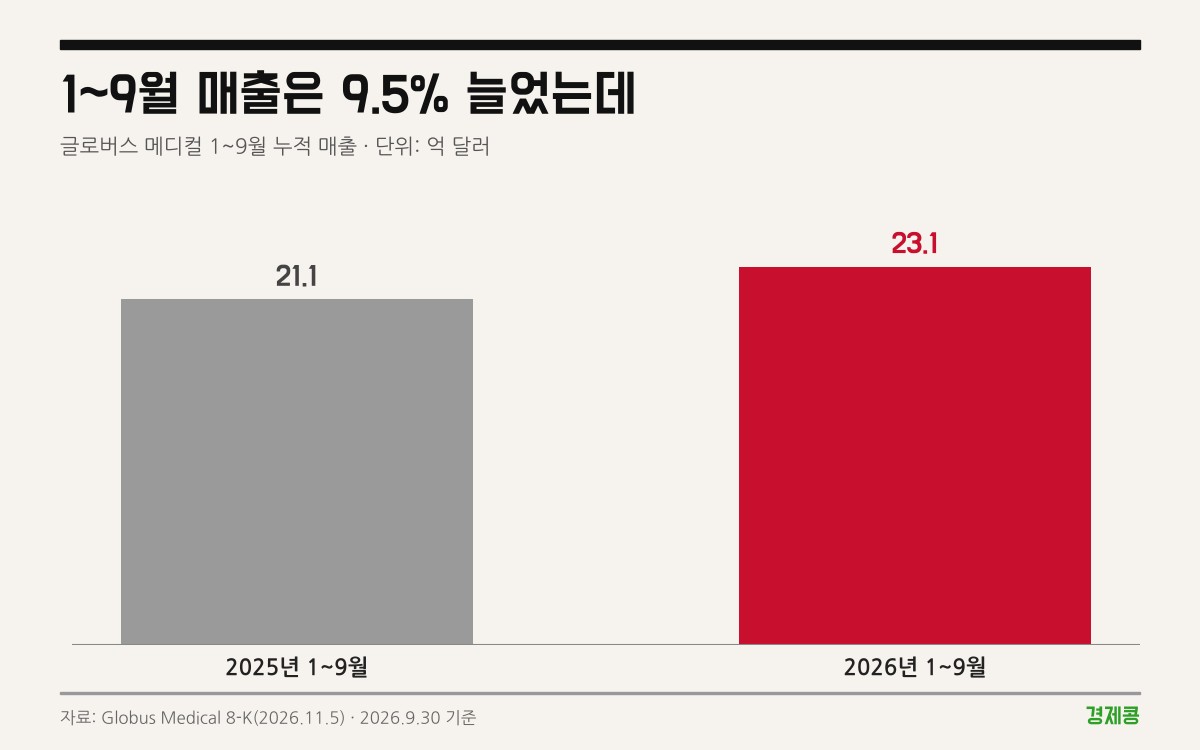 1~9월 매출은 9.5% 늘었는데
글로버스 메디컬 1~9월 누적 매출 · 단위: 억 달러
21.1
23.1
2025년 1~9월
2026년 1~9월
자료: Globus Medical 8-K(2026.11.5) · 2026.9.30 기준
경제콩